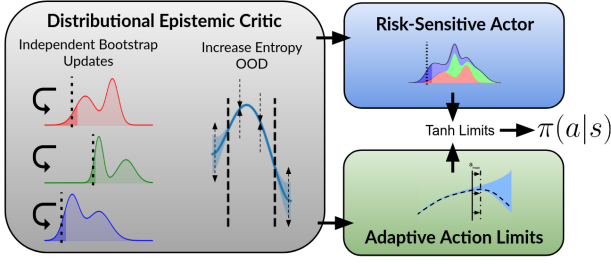 Distributional Epistemic Critic
Independent Bootstrap
Updates
Increase Entropy
OOD
Risk-Sensitive Actor
Tanh Limits
π(a|s)
Adaptive Action Limits